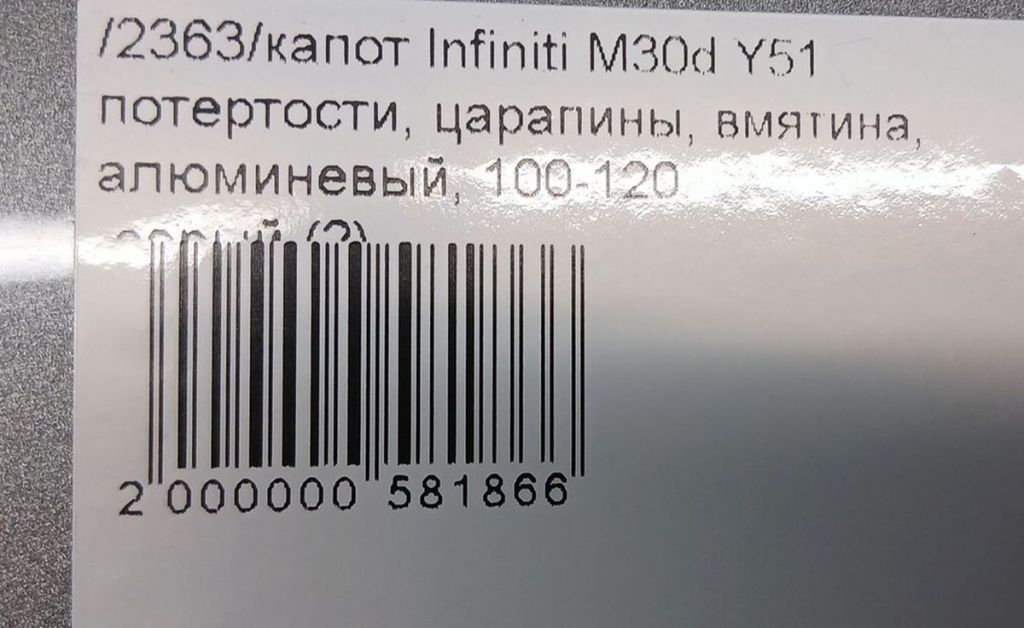 /2363/капот Infiniti M30d Y51
потертости, царапины, вмятина,
алюминевый, 100-120
2 000000 581866